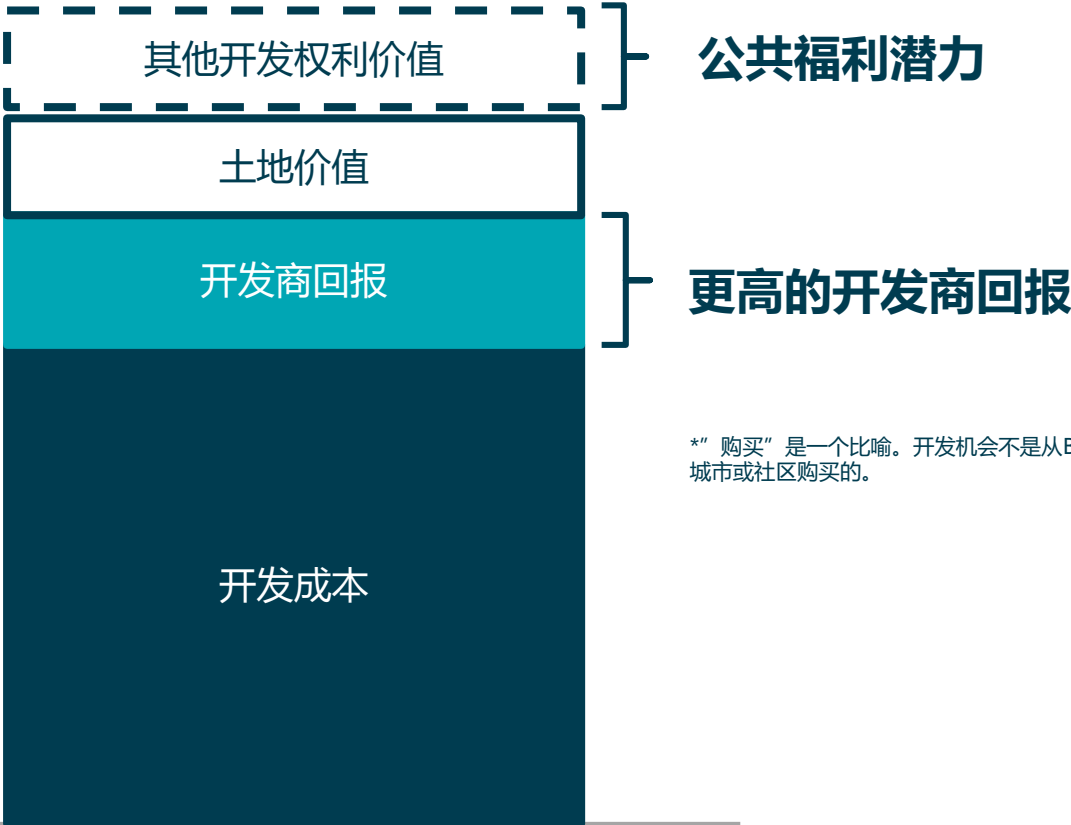 其他开发权利价值
公共福利潜力
土地价值
开发商回报
更高的开发商回报
*”购买”是一个比喻。开发机会不是从
城市或社区购买的。
开发成本